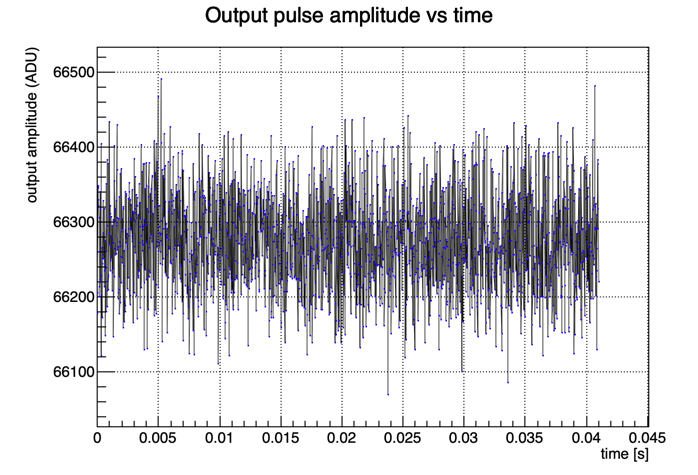 Output pulse amplitude vs time
output amplitude (ADU)
66500
66400
66300
66200
66100
0 0.005 0.01 0.015 0.02 0.025 0.03 0.035 0.04 0.045
time [s]